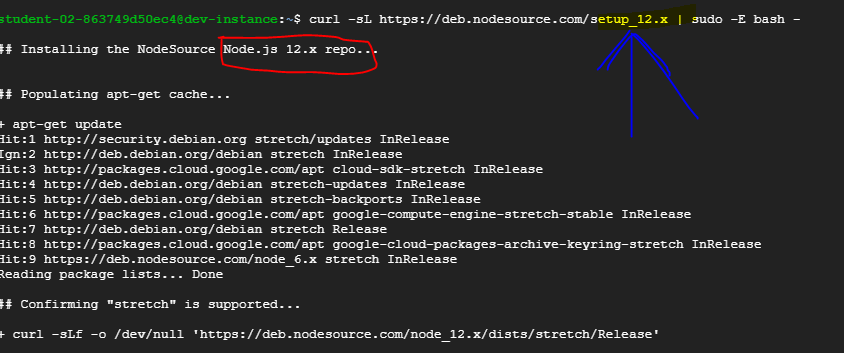 student-02-863749d50ec4@dev-instance:~$ curl -sL https://deb.nodesource.com/setup_12.x | sudo -E bash -
## Installing the NodeSource Node.js 12.x repo...
## Populating apt-get cache...
+ apt-get update
Hit:1 http://security.debian.org stretch/updates InRelease
Ign:2 http://deb.debian.org/debian stretch InRelease
Hit:3 http://packages.cloud.google.com/apt cloud-sdk-stretch InRelease
Hit:4 http://deb.debian.org/debian stretch-updates InRelease
Hit:5 http://deb.debian.org/debian stretch-backports InRelease
Hit:6 http://packages.cloud.google.com/apt google-compute-engine-stretch-stable InRelease
Hit:7 http://deb.debian.org/debian stretch Release
Hit:8 http://packages.cloud.google.com/apt google-cloud-packages-archive-keyring-stretch InRelease
Hit:9 https://deb.nodesource.com/node_6.x stretch InRelease
Reading package lists... Done
## Confirming "stretch" is supported...
+ curl -sLf -o /dev/null 'https://deb.nodesource.com/node_12.x/dists/stretch/Release'